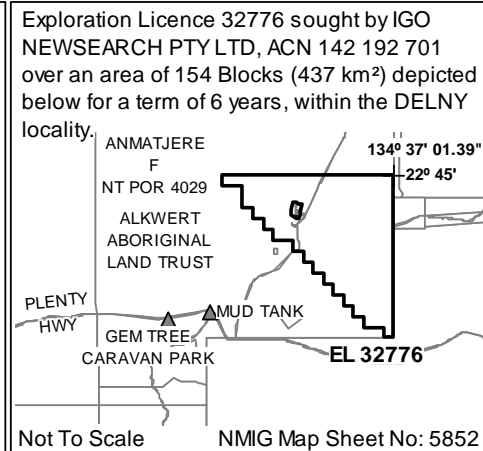 Exploration Licence 32776 sought by IGO
NEWSEARCH PTY LTD, ACN 142 192 701
over an area of 154 Blocks (437 km²) depicted
below for a term of 6 years, within the DELNY
locality.
ANMATJERE
F
NT POR 4029
134º 37' 01.39"
22º 45'
ALKWERT
ABORIGINAL
LAND TRUST
PLENTY
HWY
MUD TANK
GEM TREE
CARAVAN PARK
EL 32776
Not To Scale
NMIG Map Sheet No: 5852